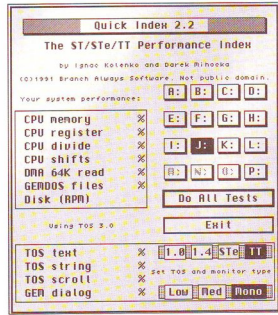 Quick Index 2.2
The ST/STe/TT Performance Index
by Ignac Kolenko and Darek Mihocka
(C)1991 Branch Always Software. Not public domain.
Your system performance:
A: B: C: D:
CPU memory %
CPU register %
CPU divide %
CPU shifts %
DMA 64K read %
GEMDOS files %
Disk (RPM)
E: F: G: H:
I: J: K: L:
M: N: O: P:
Do All Tests
Using TOS 3.0
Exit
TOS text %
TOS string %
TOS scroll %
GEM dialog %
1.0 1.4 STe TT
Set TOS and monitor type
Low Med Mono